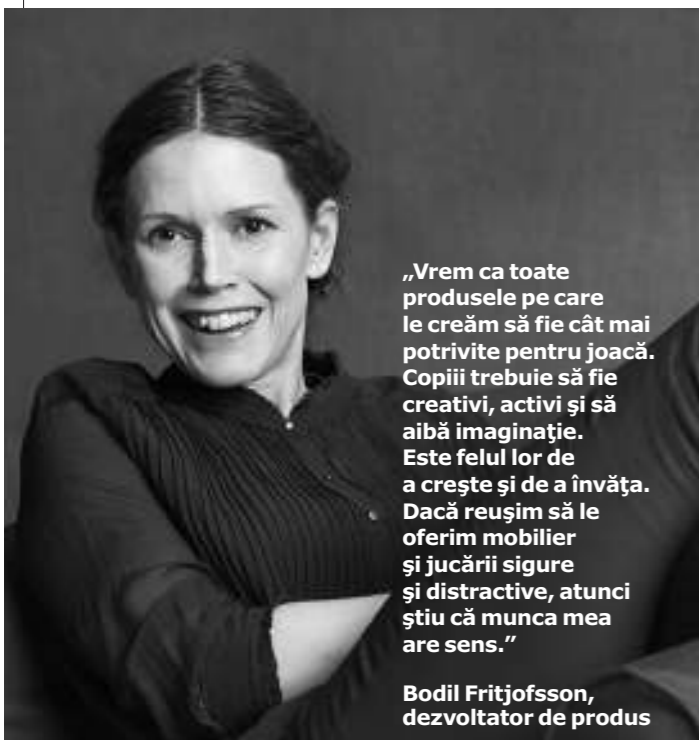 „Vrem ca toate
produsele pe care
le creăm să fie cât mai
potrivite pentru joacă.
Copiii trebuie să fie
creativi, activi şi să
aibă imaginaţie.
Este felul lor de
a creşte şi de a învăţa.
Dacă reuşim să le
oferim mobilier
şi jucării sigure
şi distractive, atunci
ştiu că munca mea
are sens.”
Bodil Fritjofsson,
dezvoltator de produs